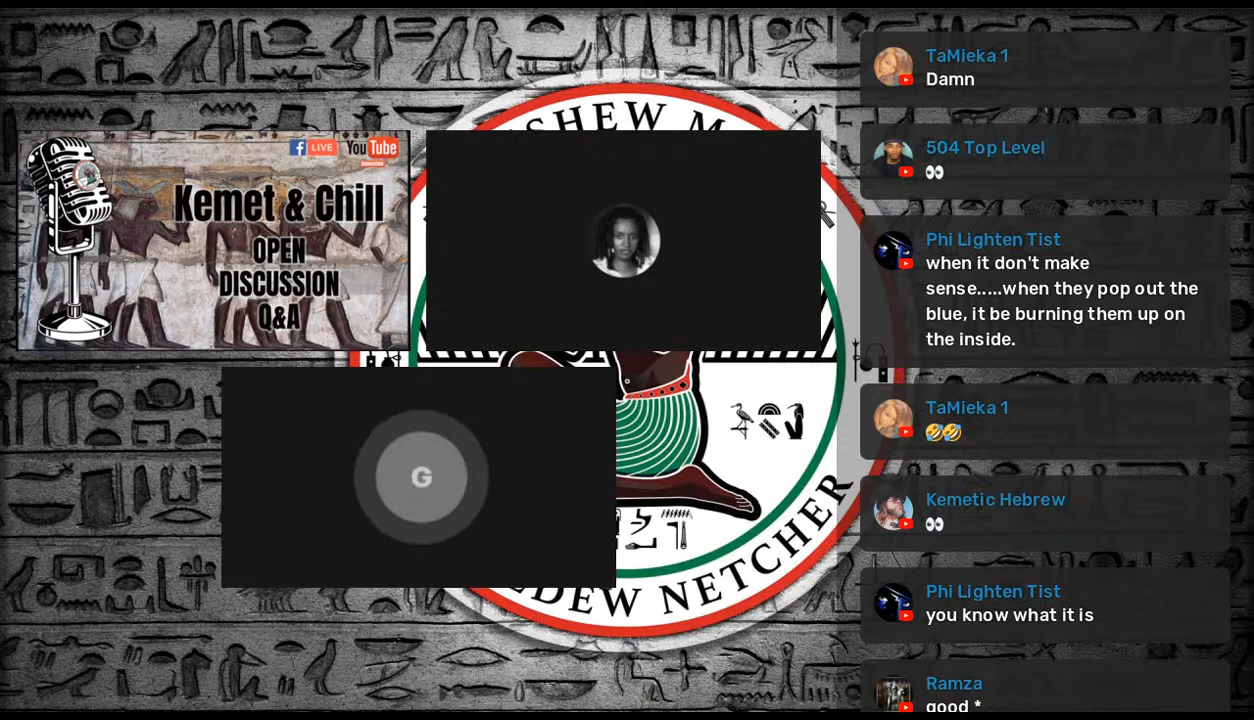 SHEW M
f LIVE YouTube
Subscribe
Kemet & Chill
OPEN
DISCUSSION
Q&A
G
DEW NETCHER
TaMieka 1
Damn
504 Top Level
👀
Phi Lighten Tist
when it don't make
sense.....when they pop out the
blue, it be burning them up on
the inside.
TaMieka 1
🤣🤣
Kemetic Hebrew
👀
Phi Lighten Tist
you know what it is
Ramza
good *